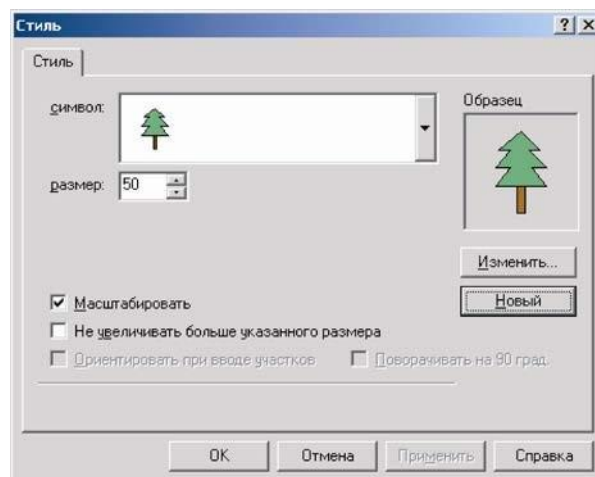 Стиль
Стиль
символ:
Образец
размер:
50
Изменить...
Новый
Масштабировать
Не увеличивать больше указанного размера
Ориентировать при вводе участков
Поворачивать на 90 град.
OK
Отмена
Применить
Справка